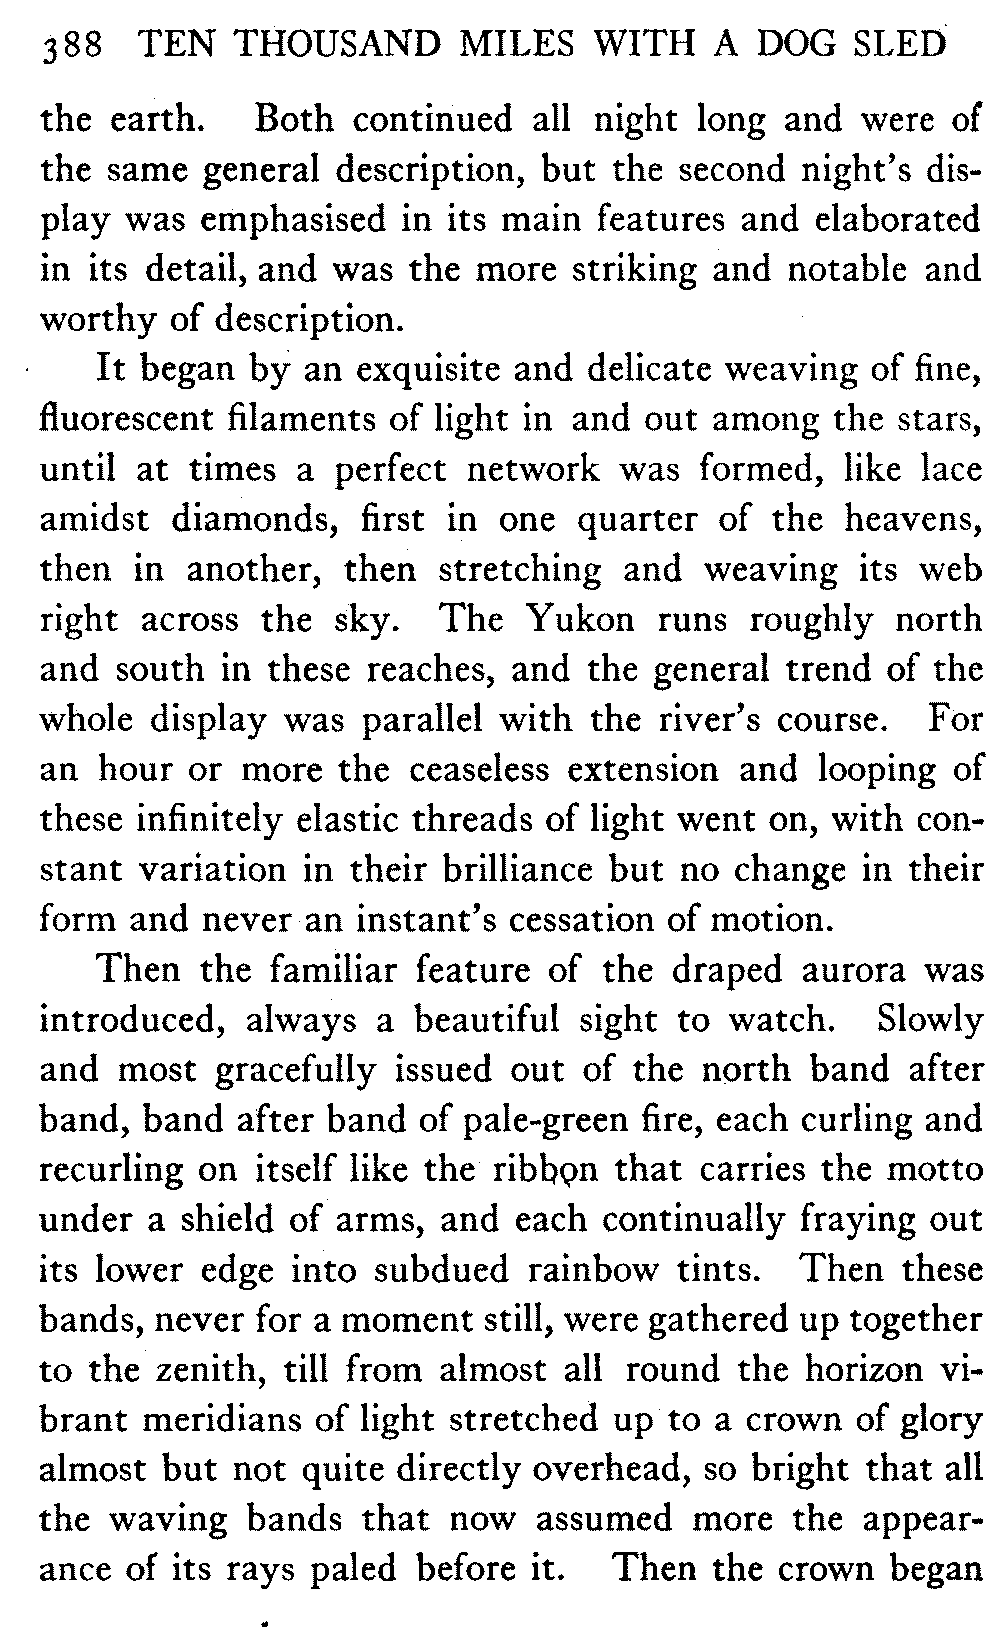 388 TEN THOUSAND MILES WITH A DOG SLED
the earth. Both continued all night long and were of
the same general description, but the second night's dis-
play was emphasised in its main features and elaborated
in its detail, and was the more striking and notable and
worthy of description.
It began by an exquisite and delicate weaving of fine,
fluorescent filaments of light in and out among the stars,
until at times a perfect network was formed, like lace
amidst diamonds, first in one quarter of the heavens,
then in another, then stretching and weaving its web
right across the sky. The Yukon runs roughly north
and south in these reaches, and the general trend of the
whole display was parallel with the river's course. For
an hour or more the ceaseless extension and looping of
these infinitely elastic threads of light went on, with con-
stant variation in their brilliance but no change in their
form and never an instant's cessation of motion.
Then the familiar feature of the draped aurora was
introduced, always a beautiful sight to watch. Slowly
and most gracefully issued out of the north band after
band, band after band of pale-green fire, each curling and
recurling on itself like the ribbon that carries the motto
under a shield of arms, and each continually fraying out
its lower edge into subdued rainbow tints. Then these
bands, never for a moment still, were gathered up together
to the zenith, till from almost all round the horizon vi-
brant meridians of light stretched up to a crown of glory
almost but not quite directly overhead, so bright that all
the waving bands that now assumed more the appear-
ance of its rays paled before it. Then the crown began